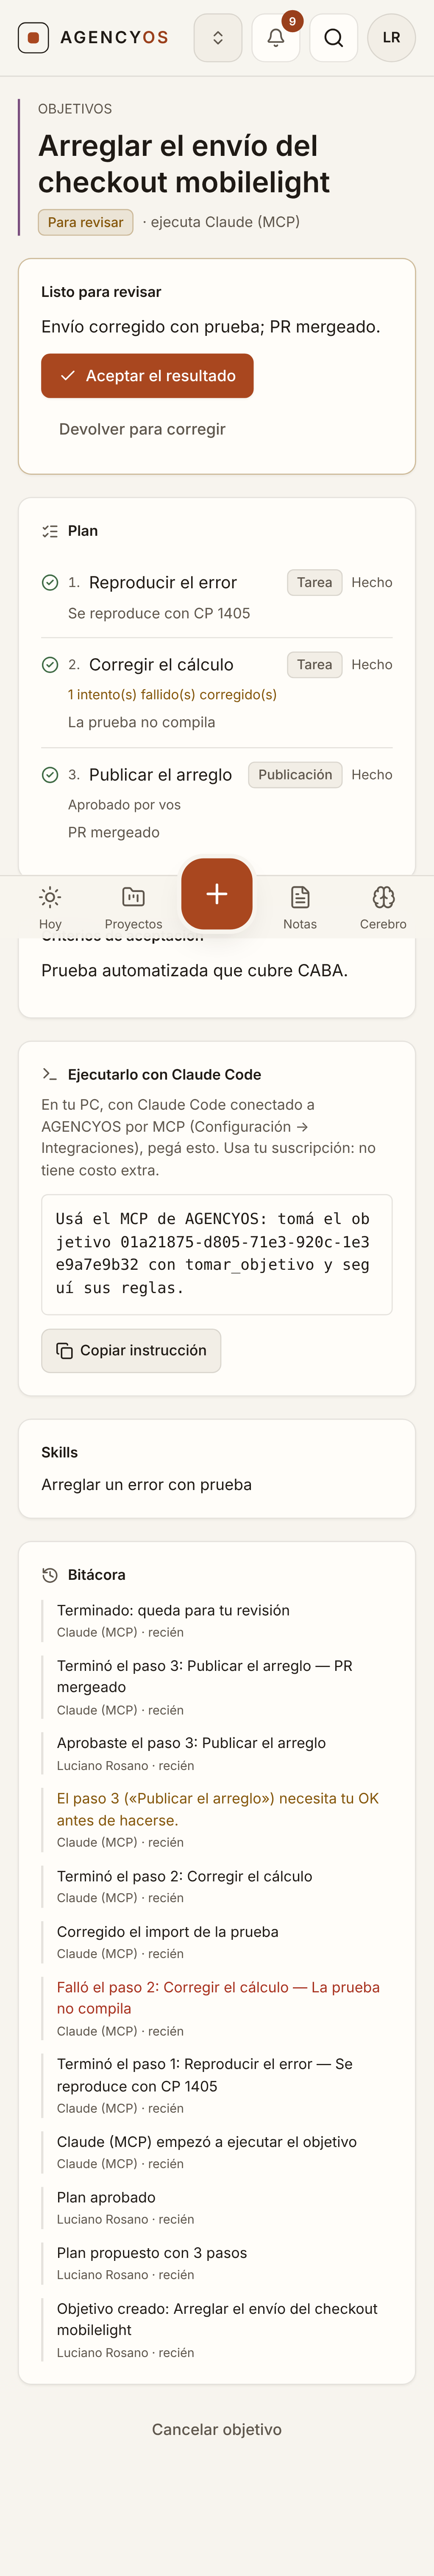 AGENCYOS
9
LR
OBJETIVOS
Arreglar el envío del
checkout mobilelight
Para revisar · ejecuta Claude (MCP)
Listo para revisar
Envío corregido con prueba; PR mergeado.
Aceptar el resultado
Devolver para corregir
Plan
1. Reproducir el error Tarea Hecho
Se reproduce con CP 1405
2. Corregir el cálculo Tarea Hecho
1 intento(s) fallido(s) corregido(s)
La prueba no compila
3. Publicar el arreglo Publicación Hecho
Aprobado por vos
PR mergeado
Hoy Proyectos Notas Cerebro
Criterios de aceptación
Prueba automatizada que cubre CABA.
Ejecutarlo con Claude Code
En tu PC, con Claude Code conectado a
AGENCYOS por MCP (Configuración →
Integraciones), pegá esto. Usa tu suscripción: no
tiene costo extra.
Usá el MCP de AGENCYOS: tomá el ob
jetivo 01a21875-d805-71e3-920c-1e3
e9a7e9b32 con tomar_objetivo y seg
uí sus reglas.
Copiar instrucción
Skills
Arreglar un error con prueba
Bitácora
Terminado: queda para tu revisión
Claude (MCP) · recién
Terminó el paso 3: Publicar el arreglo — PR
mergeado
Claude (MCP) · recién
Aprobaste el paso 3: Publicar el arreglo
Luciano Rosano · recién
El paso 3 («Publicar el arreglo») necesita tu OK
antes de hacerse.
Claude (MCP) · recién
Terminó el paso 2: Corregir el cálculo
Claude (MCP) · recién
Corregido el import de la prueba
Claude (MCP) · recién
Falló el paso 2: Corregir el cálculo — La prueba
no compila
Claude (MCP) · recién
Terminó el paso 1: Reproducir el error — Se
reproduce con CP 1405
Claude (MCP) · recién
Claude (MCP) empezó a ejecutar el objetivo
Claude (MCP) · recién
Plan aprobado
Luciano Rosano · recién
Plan propuesto con 3 pasos
Luciano Rosano · recién
Objetivo creado: Arreglar el envío del checkout
mobilelight
Luciano Rosano · recién
Cancelar objetivo